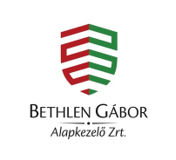 BETHLEN GÁBOR
Alapkezelő Zrt.